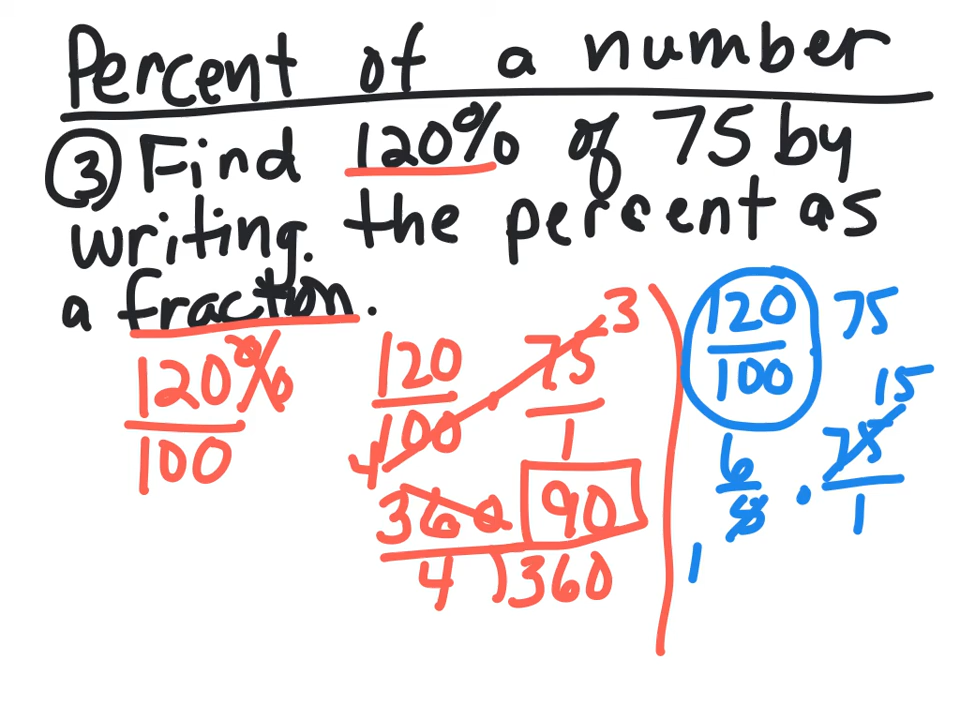 Percent of a number
③ Find 120% of 75 by
writing the percent as
a fraction.
120%
100
120 75 3
100 · 1
4
360 90
4 )360
120 75
100
6 · 75 15
5 1
1